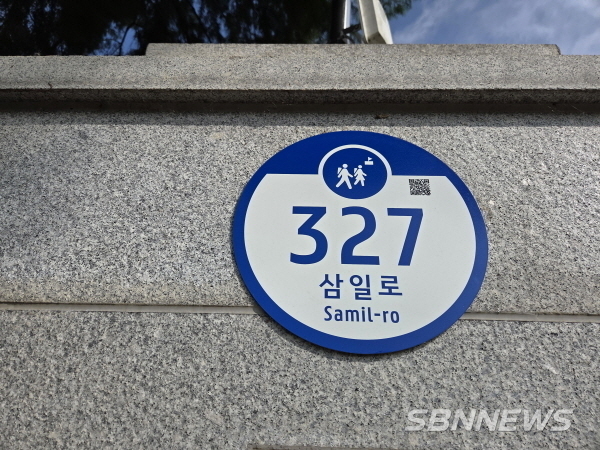 327
삼일로
Samil-ro
SBNNEWS